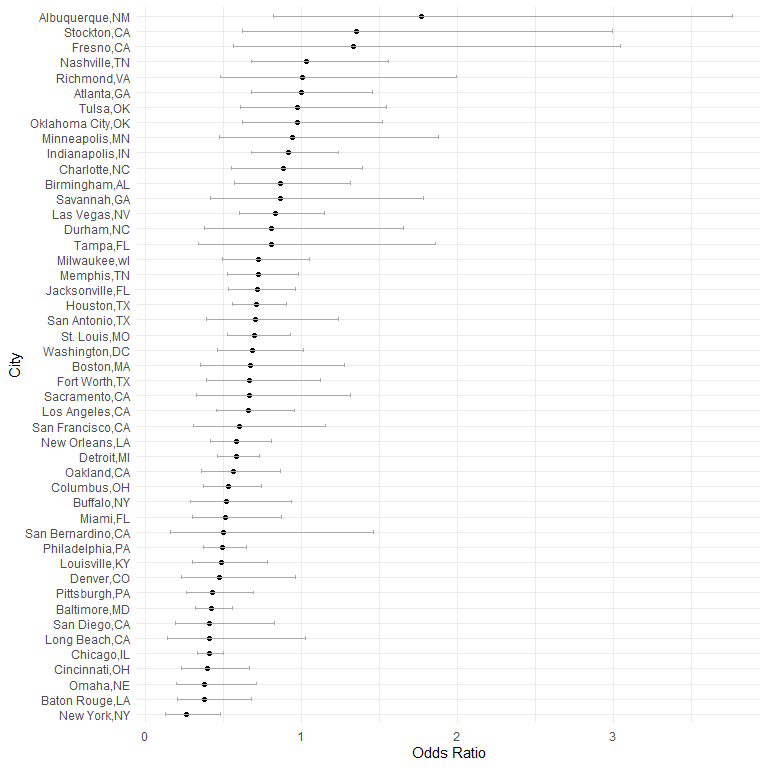 Albuquerque,NM
Stockton,CA
Fresno,CA
Nashville,TN
Richmond,VA
Atlanta,GA
Tulsa,OK
Oklahoma City,OK
Minneapolis,MN
Indianapolis,IN
Charlotte,NC
Birmingham,AL
Savannah,GA
Las Vegas,NV
Durham,NC
Tampa,FL
Milwaukee,wI
Memphis,TN
Jacksonville,FL
Houston,TX
San Antonio,TX
St. Louis,MO
Washington,DC
Boston,MA
Fort Worth,TX
Sacramento,CA
Los Angeles,CA
San Francisco,CA
New Orleans,LA
Detroit,MI
Oakland,CA
Columbus,OH
Buffalo,NY
Miami,FL
San Bernardino,CA
Philadelphia,PA
Louisville,KY
Denver,CO
Pittsburgh,PA
Baltimore,MD
San Diego,CA
Long Beach,CA
Chicago,IL
Cincinnati,OH
Omaha,NE
Baton Rouge,LA
New York,NY
City
0 1 2 3
Odds Ratio